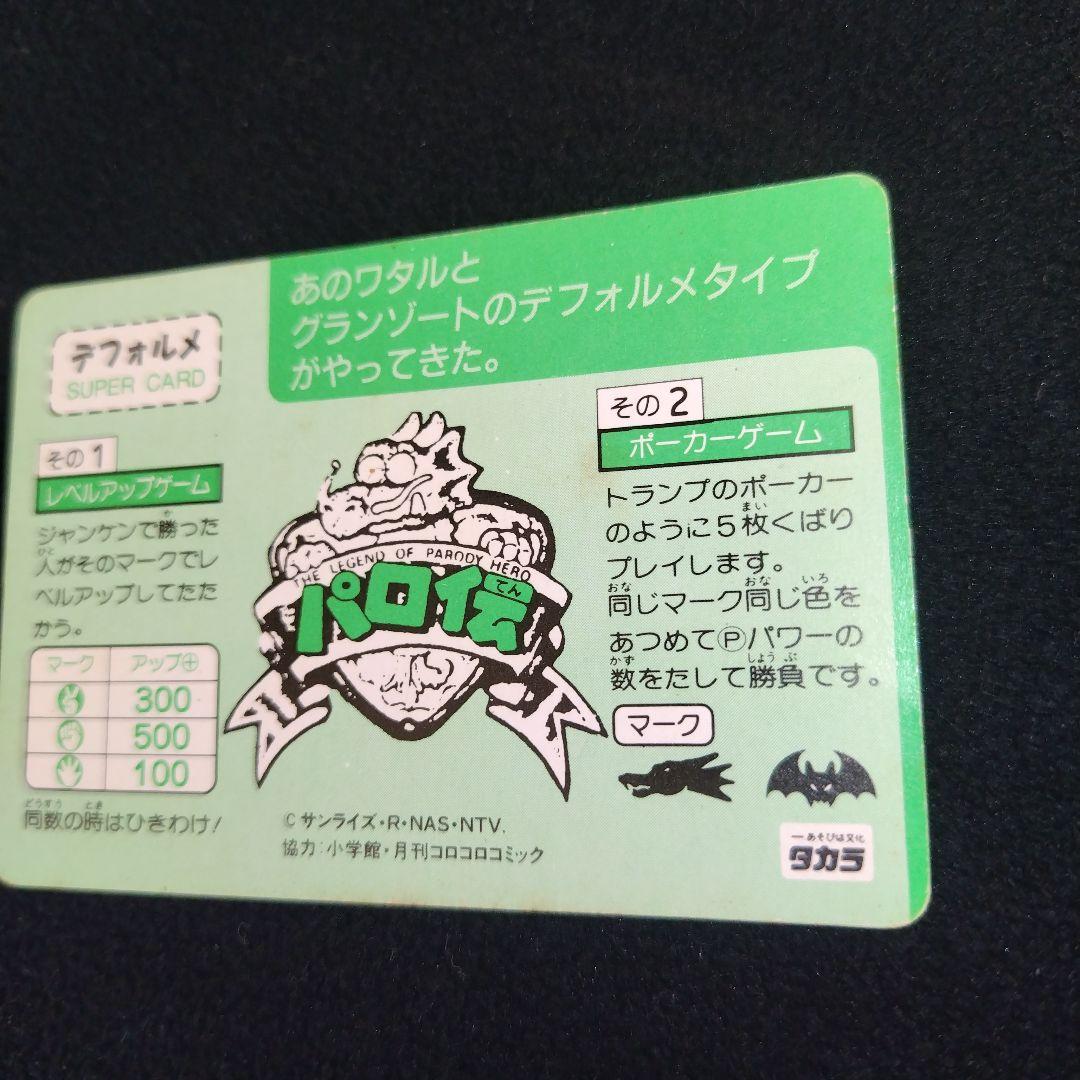 あのワタルと
グランゾートのデフォルメタイプ
がやってきた。
デフォルメ
SUPER CARD
その1
レベルアップゲーム
ジャンケンで勝った
人がそのマークでレ
ベルアップしてたた
かう。
マーク アップ⊕
300
500
100
同数の時はひきわけ!
THE LEGEND OF PARODY HERO
パロ伝
その2
ポーカーゲーム
トランプのポーカー
のように5枚くばり
プレイします。
同じマーク同じ色を
あつめてⓅパワーの
数をたして勝負です。
マーク
©サンライズ・R・NAS・NTV.
協力:小学館・月刊コロコロコミック
あそびは文化
タカラ